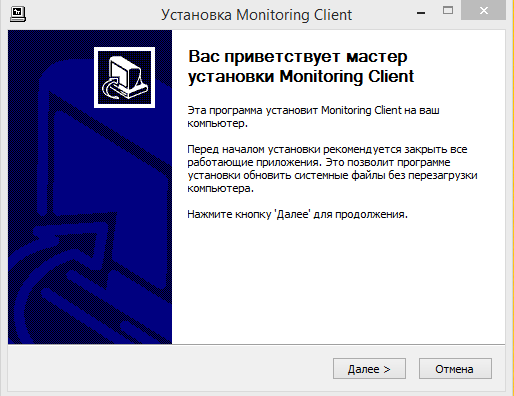 Установка Monitoring Client
Вас приветствует мастер
установки Monitoring Client
Эта программа установит Monitoring Client на ваш
компьютер.
Перед началом установки рекомендуется закрыть все
работающие приложения. Это позволит программе
установки обновить системные файлы без перезагрузки
компьютера.
Нажмите кнопку 'Далее' для продолжения.
Далее >
Отмена